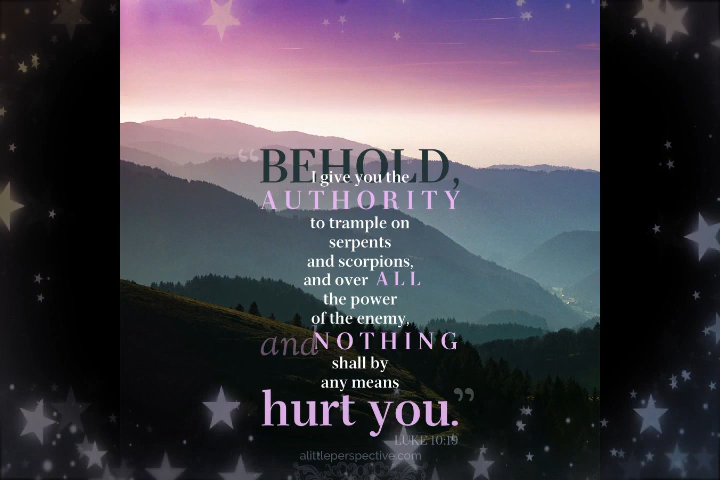 “BEHOLD,
I give you the
AUTHORITY
to trample on
serpents
and scorpions,
and over ALL
the power
of the enemy,
and NOTHING
shall by
any means
hurt you.”
LUKE 10:19
alittleperspective.com